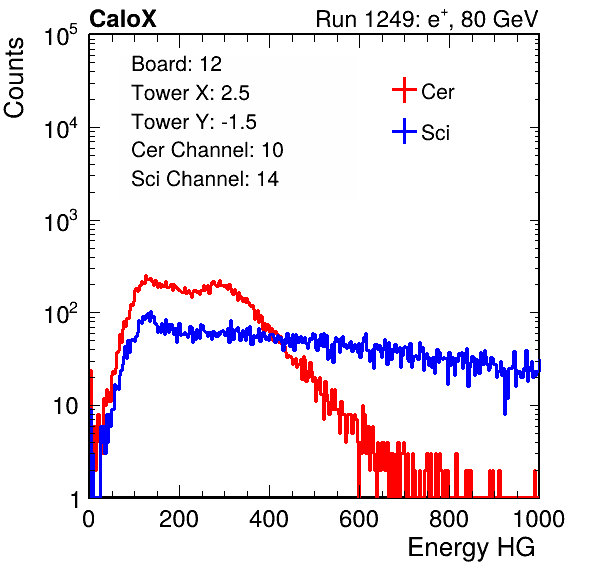 CaloX Run 1249: e⁺, 80 GeV
Counts
10⁵
10⁴
10³
10²
10
1
Board: 12
Tower X: 2.5
Tower Y: -1.5
Cer Channel: 10
Sci Channel: 14
Cer
Sci
0 200 400 600 800 1000
Energy HG